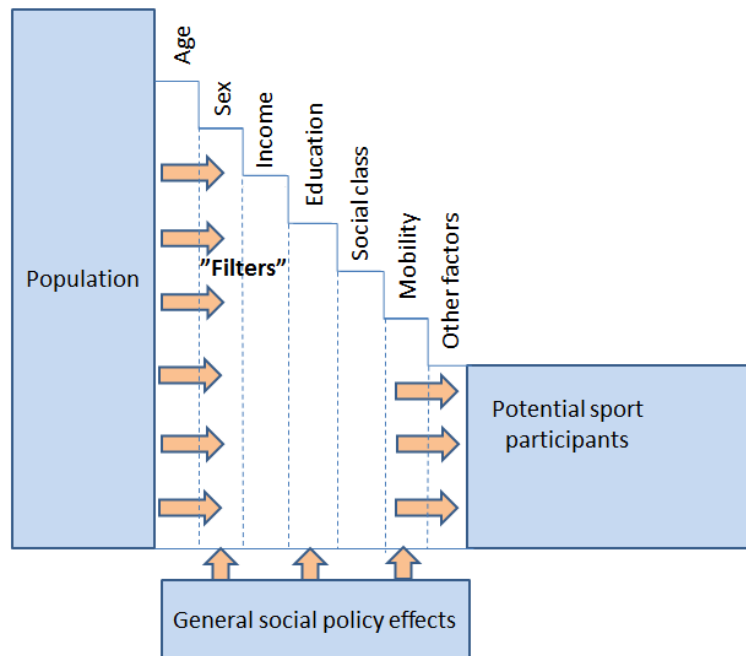 Age
Sex
Income
Education
Social class
Mobility
Other factors
Population
”Filters”
Potential sport
participants
General social policy effects